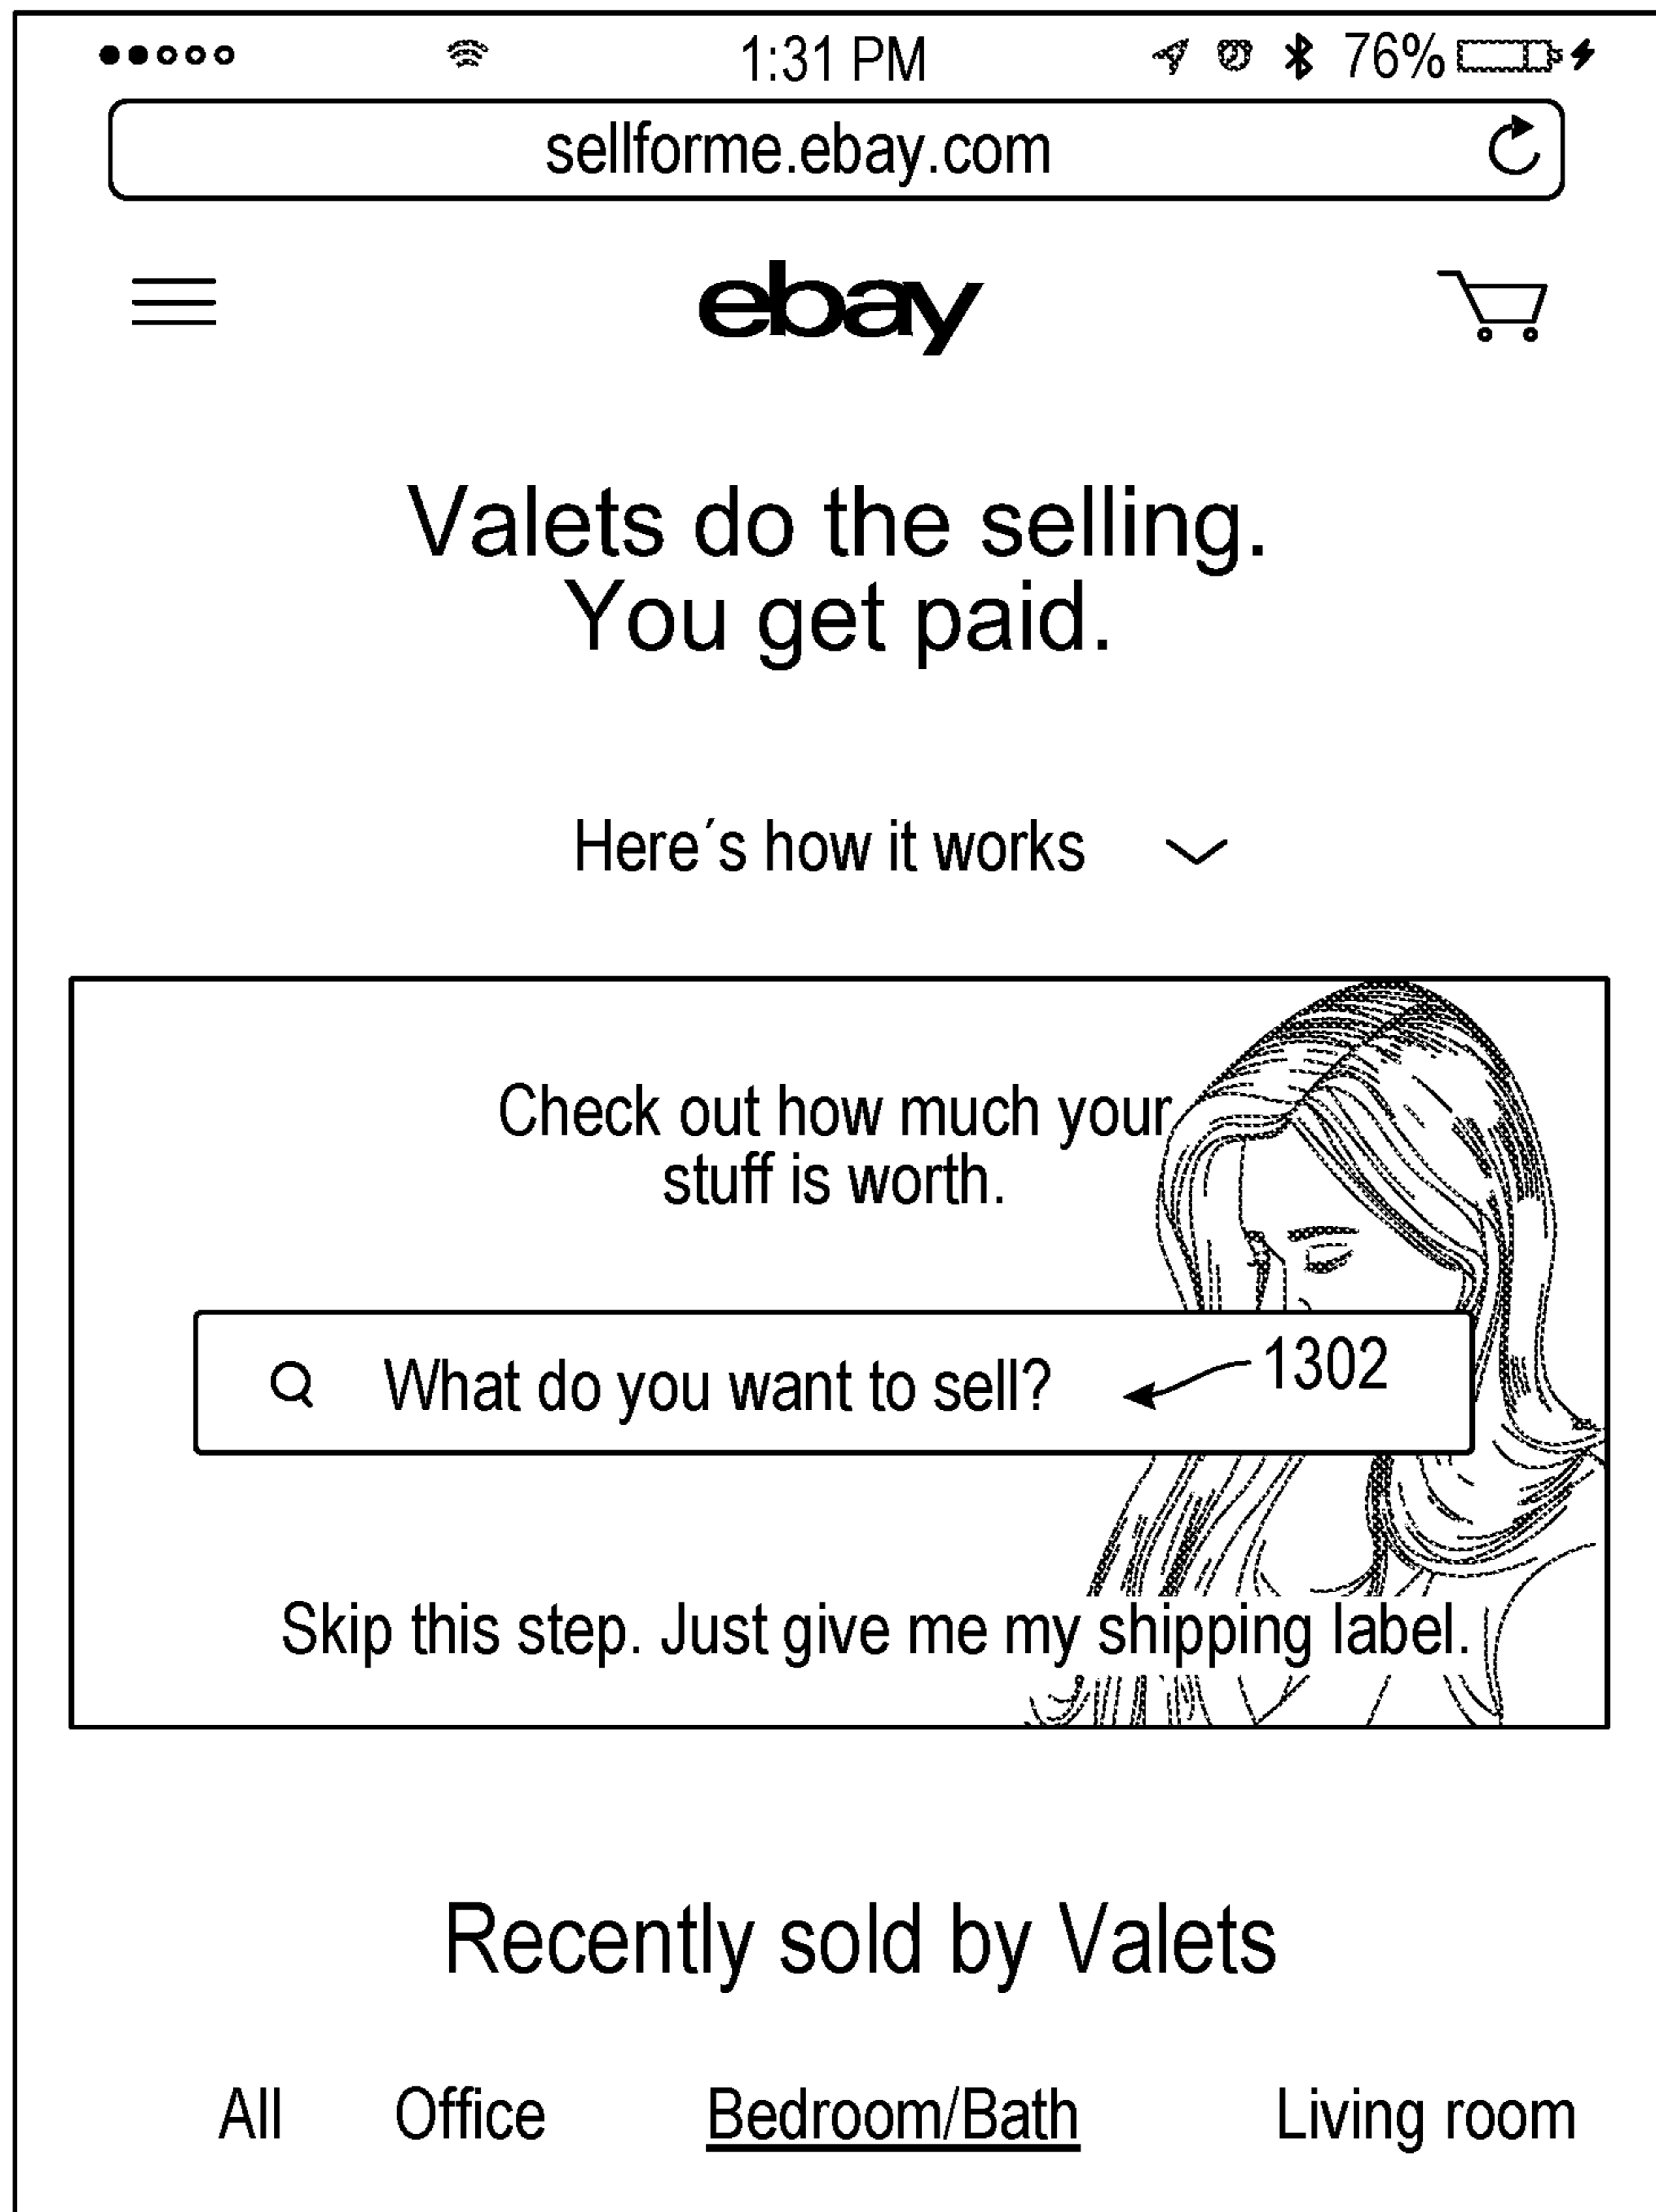 1:31 PM 76%
sellforme.ebay.com
ebay
Valets do the selling.
You get paid.
Here´s how it works
Check out how much your
stuff is worth.
What do you want to sell? 1302
Skip this step. Just give me my shipping label.
Recently sold by Valets
All Office Bedroom/Bath Living room